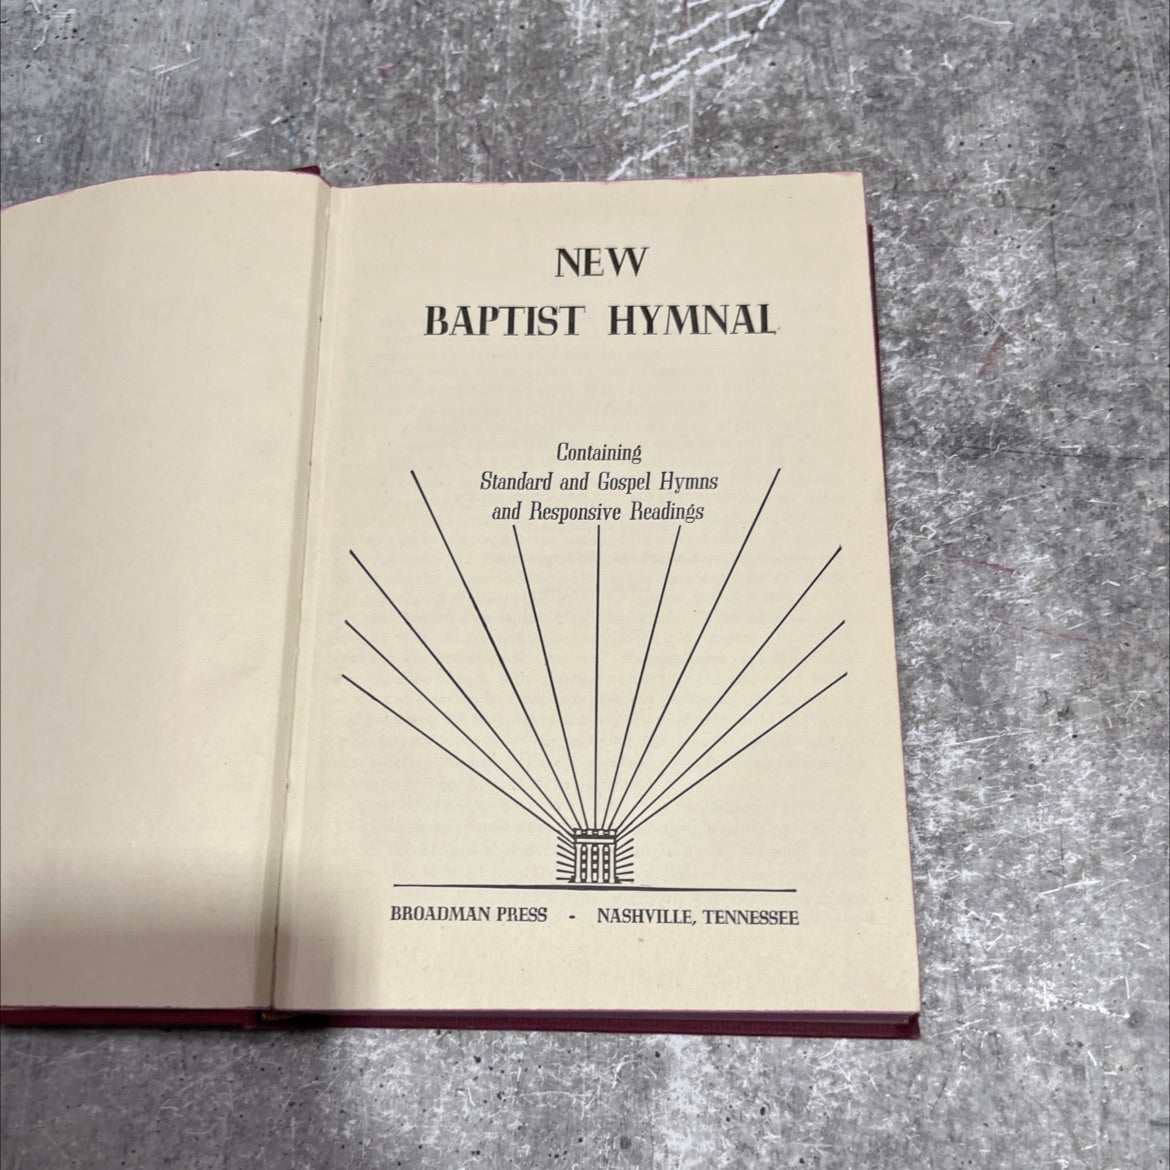 NEW
BAPTIST HYMNAL
Containing
Standard and Gospel Hymns
and Responsive Readings
BROADMAN PRESS - NASHVILLE, TENNESSEE